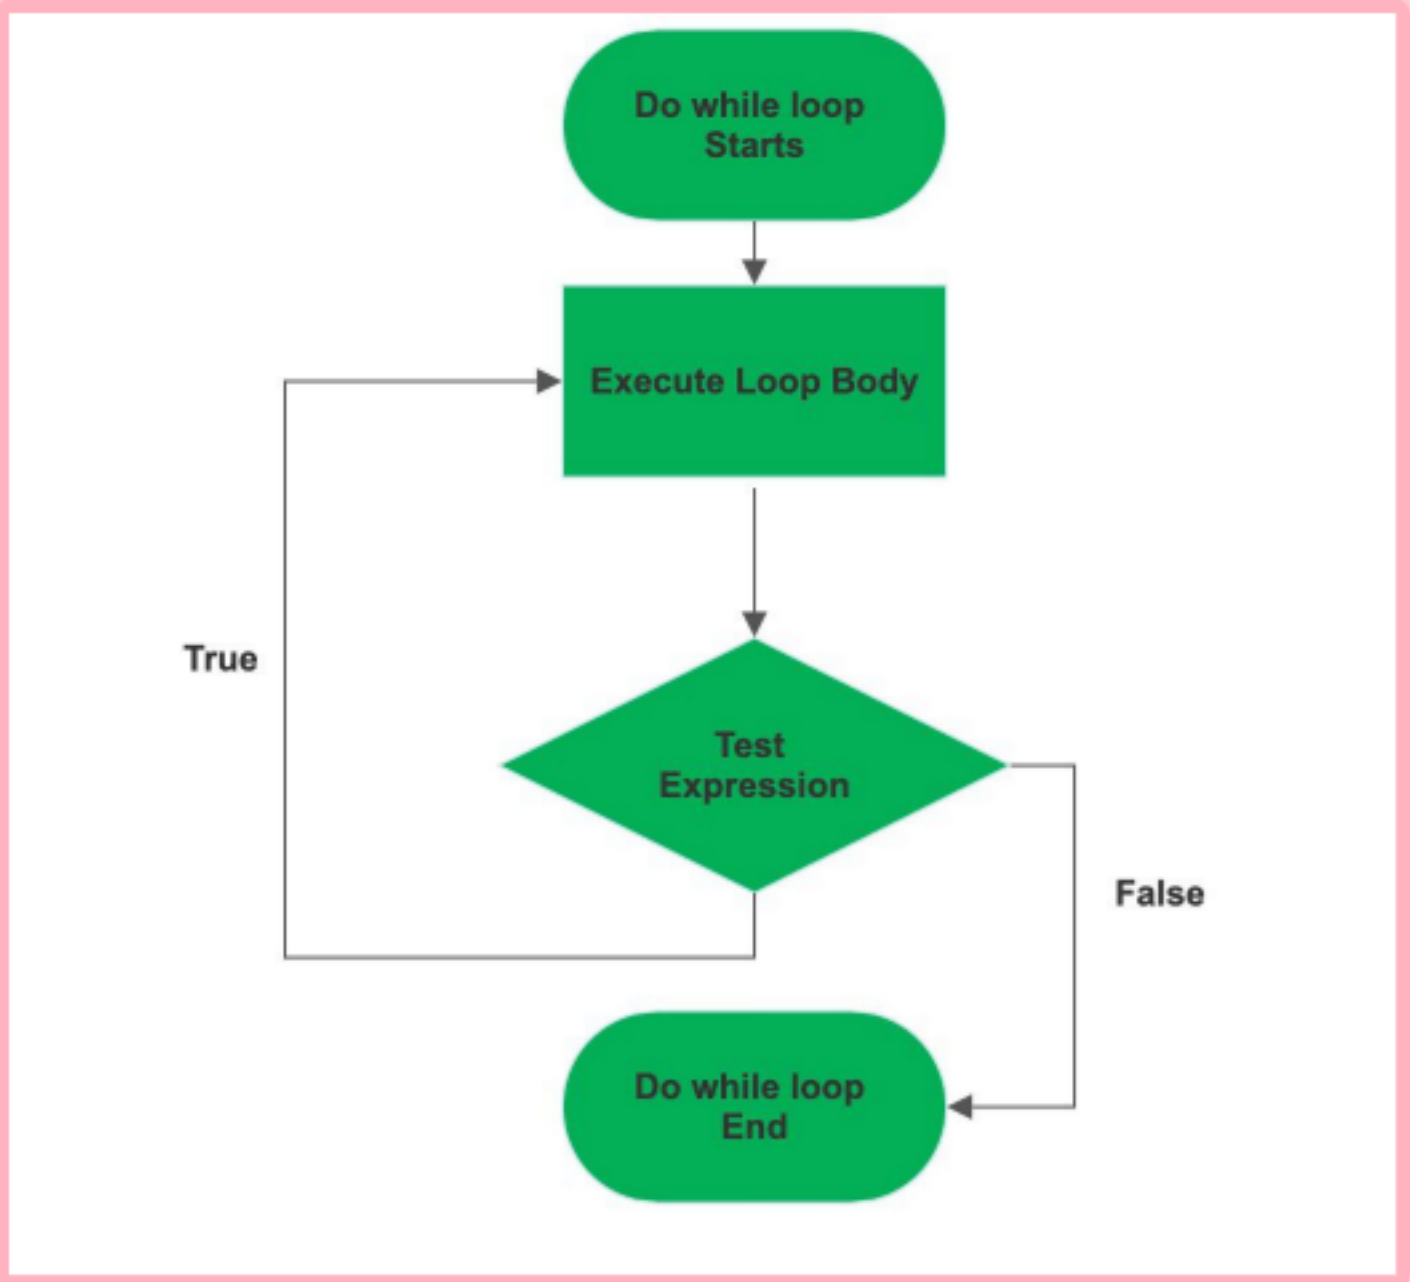 Do while loop
Starts
Execute Loop Body
True
Test
Expression
False
Do while loop
End